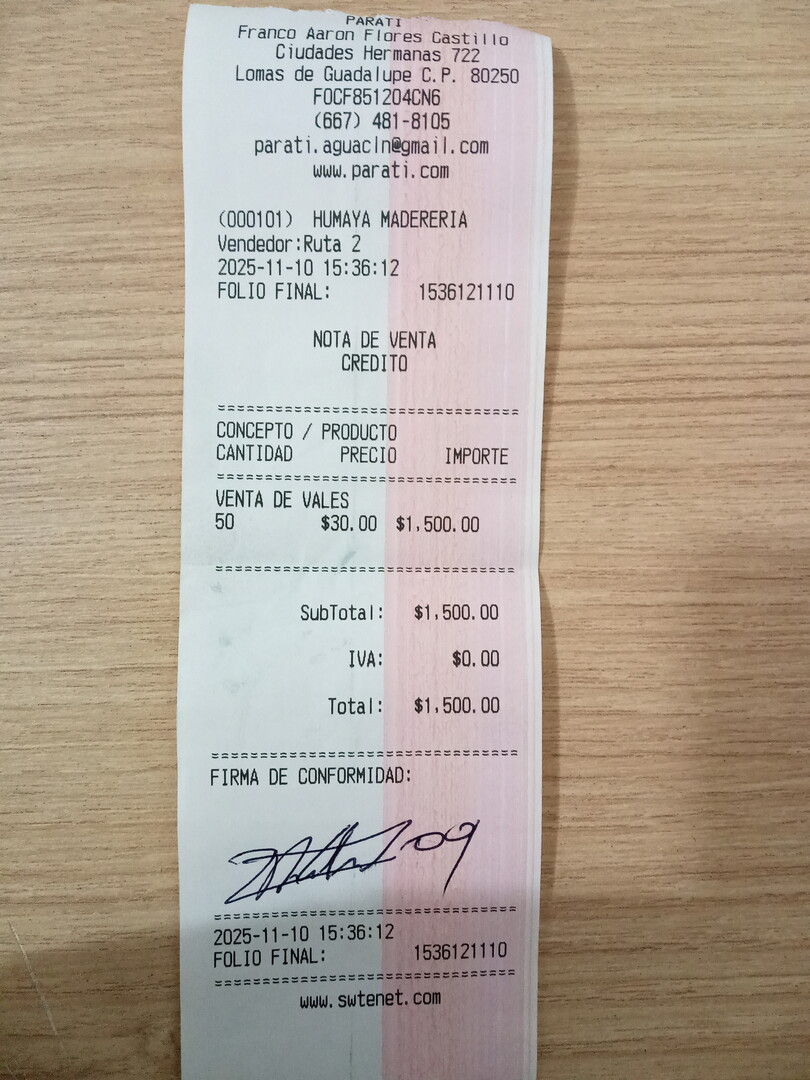 PARATI
Franco Aaron Flores Castillo
Ciudades Hermanas 722
Lomas de Guadalupe C.P. 80250
FOCF851204CN6
(667) 481-8105
parati.aguacln@gmail.com
www.parati.com
(000101) HUMAYA MADERERIA
Vendedor:Ruta 2
2025-11-10 15:36:12
FOLIO FINAL: 1536121110
NOTA DE VENTA
CREDITO
===============================
CONCEPTO / PRODUCTO
CANTIDAD PRECIO IMPORTE
===============================
VENTA DE VALES
50 $30.00 $1,500.00
===============================
SubTotal: $1,500.00
IVA: $0.00
Total: $1,500.00
===============================
FIRMA DE CONFORMIDAD:
===============================
2025-11-10 15:36:12
FOLIO FINAL: 1536121110
===============================
www.swtenet.com